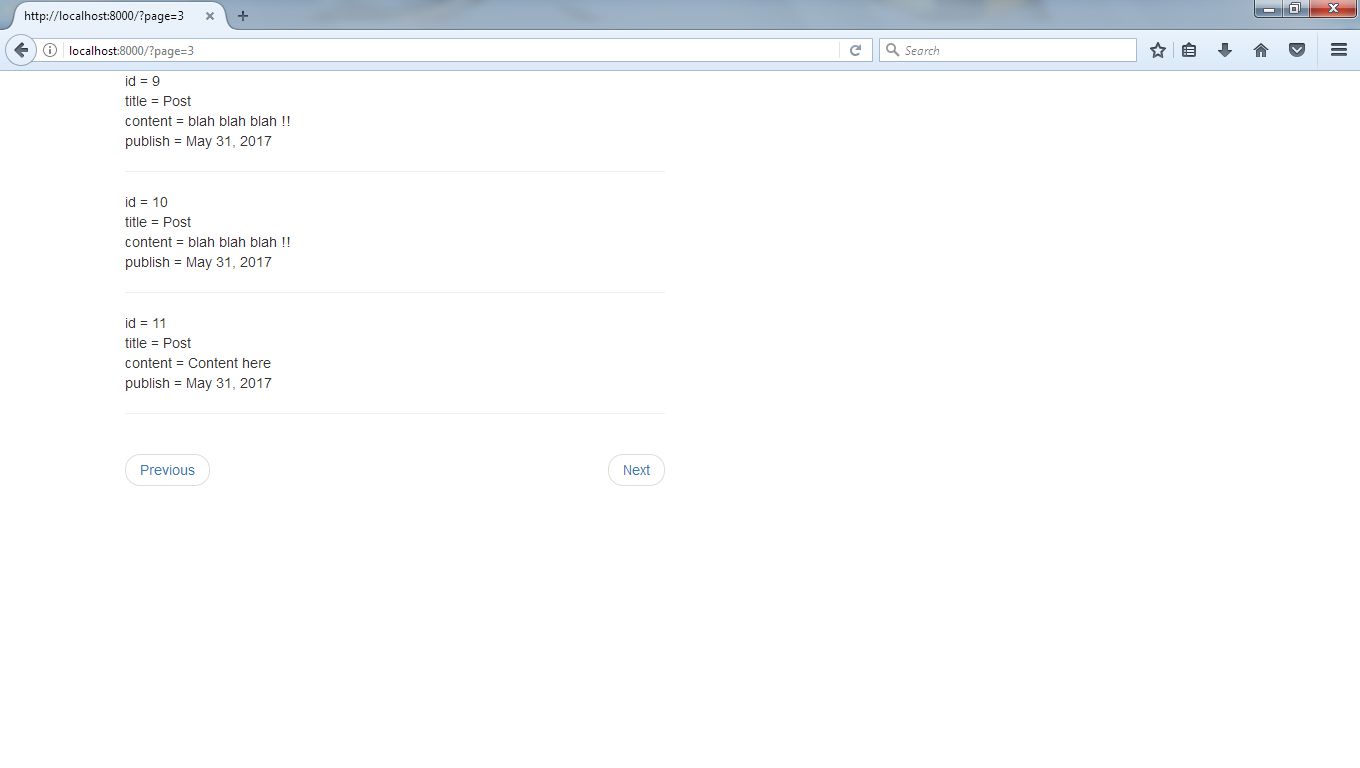 http://localhost:8000/?page=3
localhost:8000/?page=3
Search
id = 9
title = Post
content = blah blah blah !!
publish = May 31, 2017
id = 10
title = Post
content = blah blah blah !!
publish = May 31, 2017
id = 11
title = Post
content = Content here
publish = May 31, 2017
Previous
Next